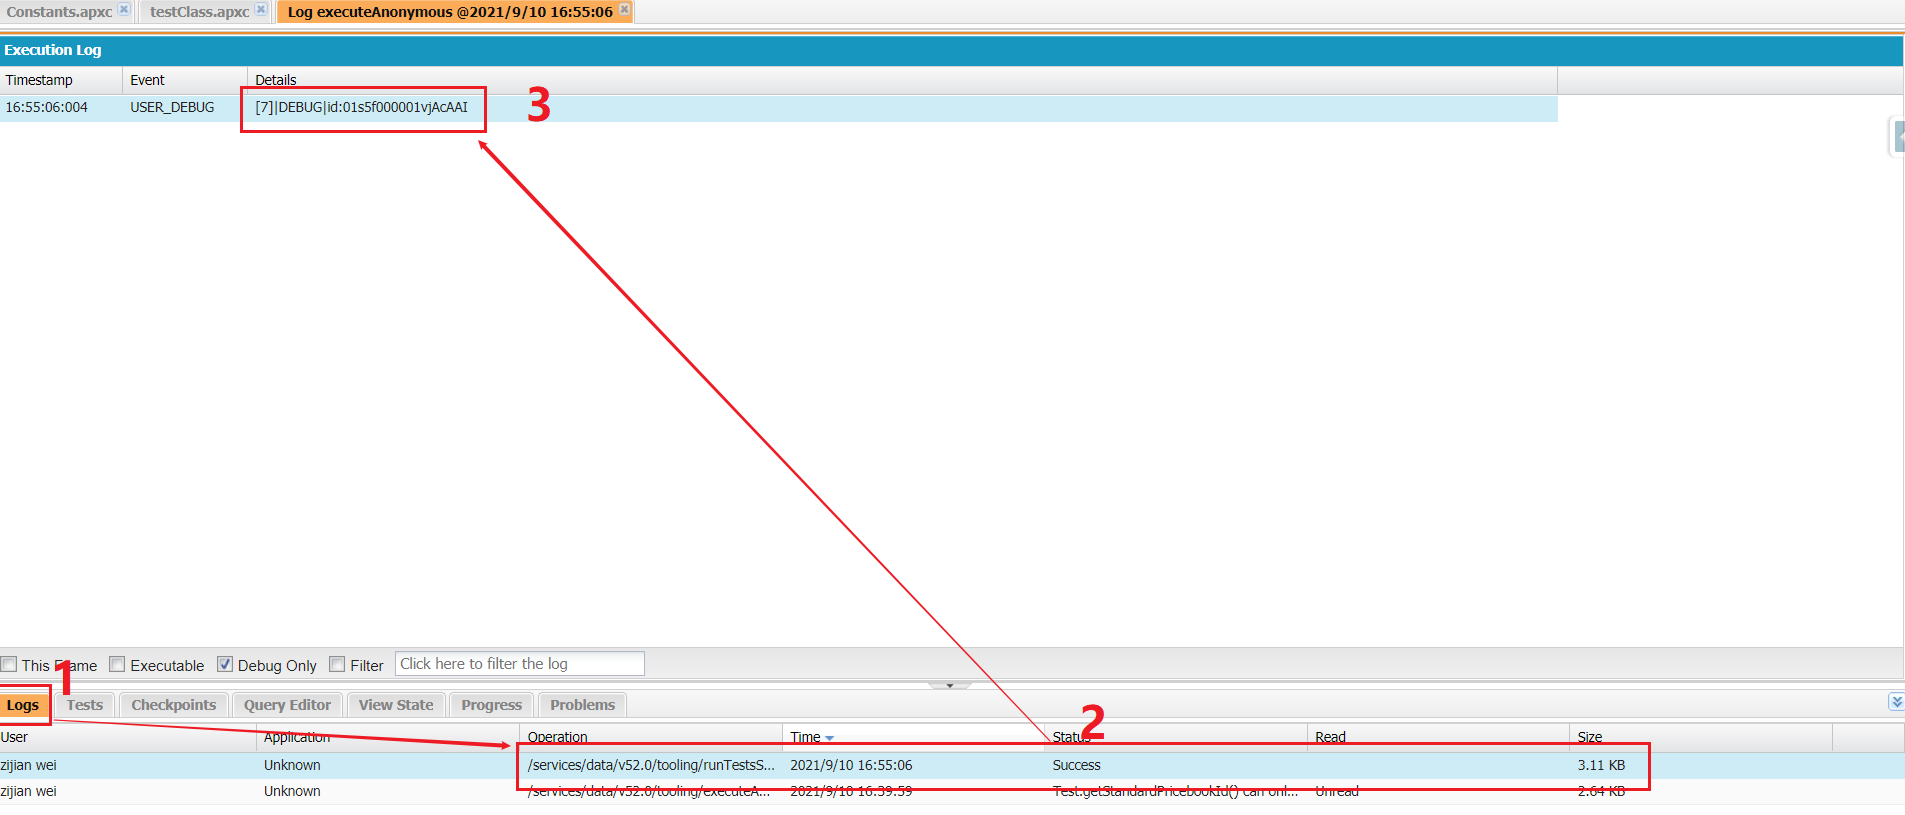 Constants.apxc testClass.apxc Log executeAnonymous @2021/9/10 16:55:06
Execution Log
Timestamp Event Details
16:55:06:004 USER_DEBUG [7]|DEBUG|id:01s5f000001vjAcAAI
3
This Frame Executable Debug Only Filter Click here to filter the log
1
Logs Tests Checkpoints Query Editor View State Progress Problems
2
User Application Operation Time Status Read Size
zijian wei Unknown /services/data/v52.0/tooling/runTestsS... 2021/9/10 16:55:06 Success 3.11 KB
zijian wei Unknown /services/data/v52.0/tooling/executeA... 2021/9/10 16:39:59 Test.getStandardPricebookId() can onl... Unread 2.64 KB